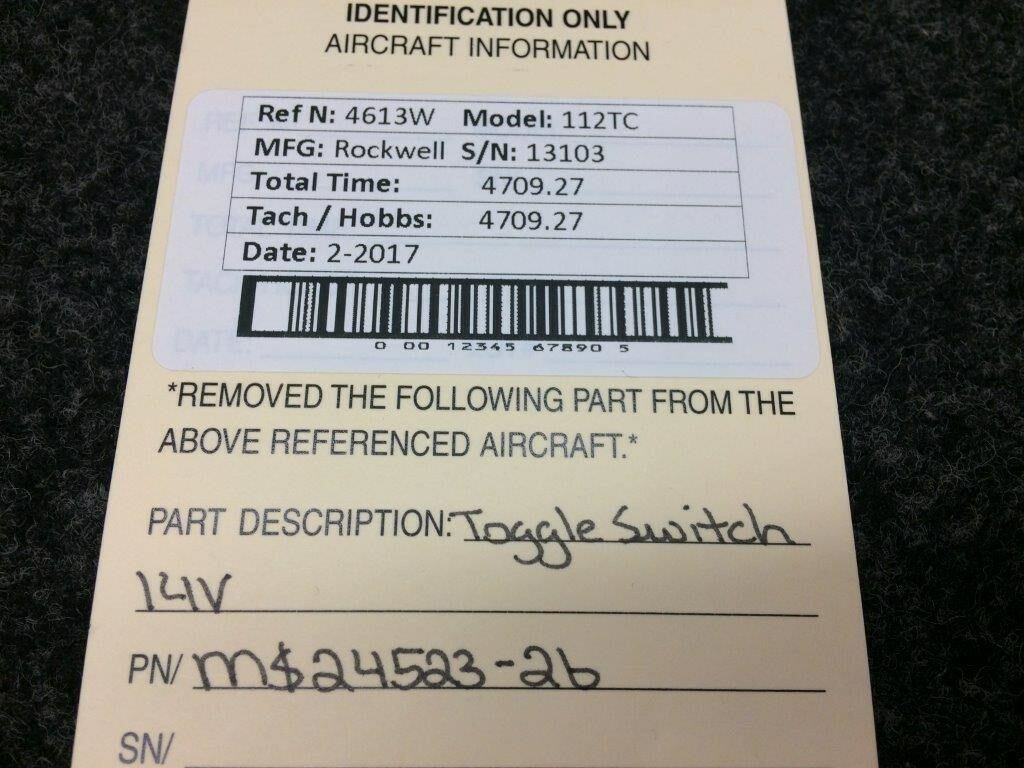 IDENTIFICATION ONLY
AIRCRAFT INFORMATION
Ref N: 4613W Model: 112TC
MFG: Rockwell S/N: 13103
Total Time: 4709.27
Tach / Hobbs: 4709.27
Date: 2-2017
0 00 12345 67890 5
*REMOVED THE FOLLOWING PART FROM THE
ABOVE REFERENCED AIRCRAFT.*
PART DESCRIPTION: Toggle Switch
14V
PN/ M$24523-26
SN/